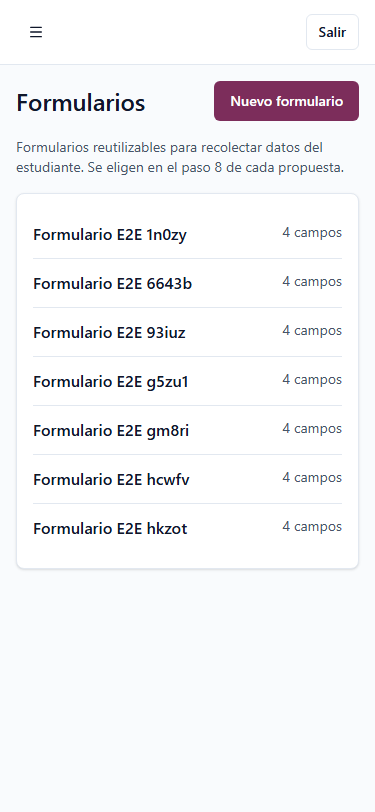 Salir
Formularios
Nuevo formulario
Formularios reutilizables para recolectar datos del
estudiante. Se eligen en el paso 8 de cada propuesta.
Formulario E2E 1n0zy
4 campos
Formulario E2E 6643b
4 campos
Formulario E2E 93iuz
4 campos
Formulario E2E g5zu1
4 campos
Formulario E2E gm8ri
4 campos
Formulario E2E hcwfv
4 campos
Formulario E2E hkzot
4 campos